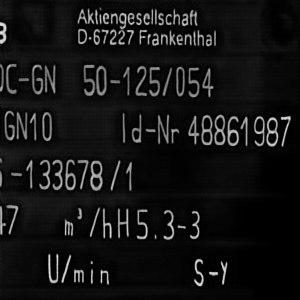 B Aktiengesellschaft
D-67227 Frankenthal
OC-GN 50-125/054
GN10 Id-Nr 48861987
-133678/1
47 m³/h H 5.3-3
U/min S-Y